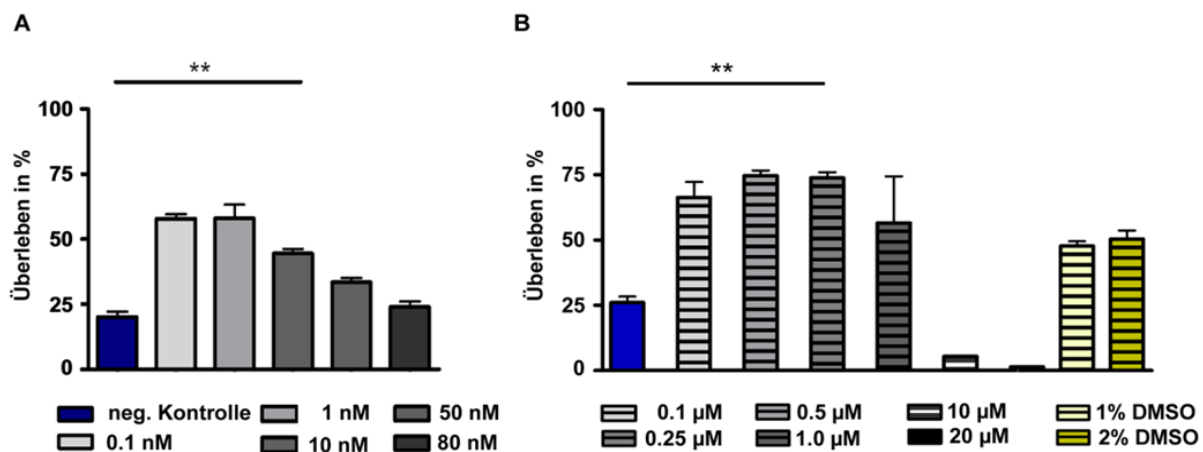 A
**
Überleben in %
100
75
50
25
0
neg. Kontrolle
0.1 nM
1 nM
10 nM
50 nM
80 nM
B
**
Überleben in %
100
75
50
25
0
0.1 µM
0.25 µM
0.5 µM
1.0 µM
10 µM
20 µM
1% DMSO
2% DMSO